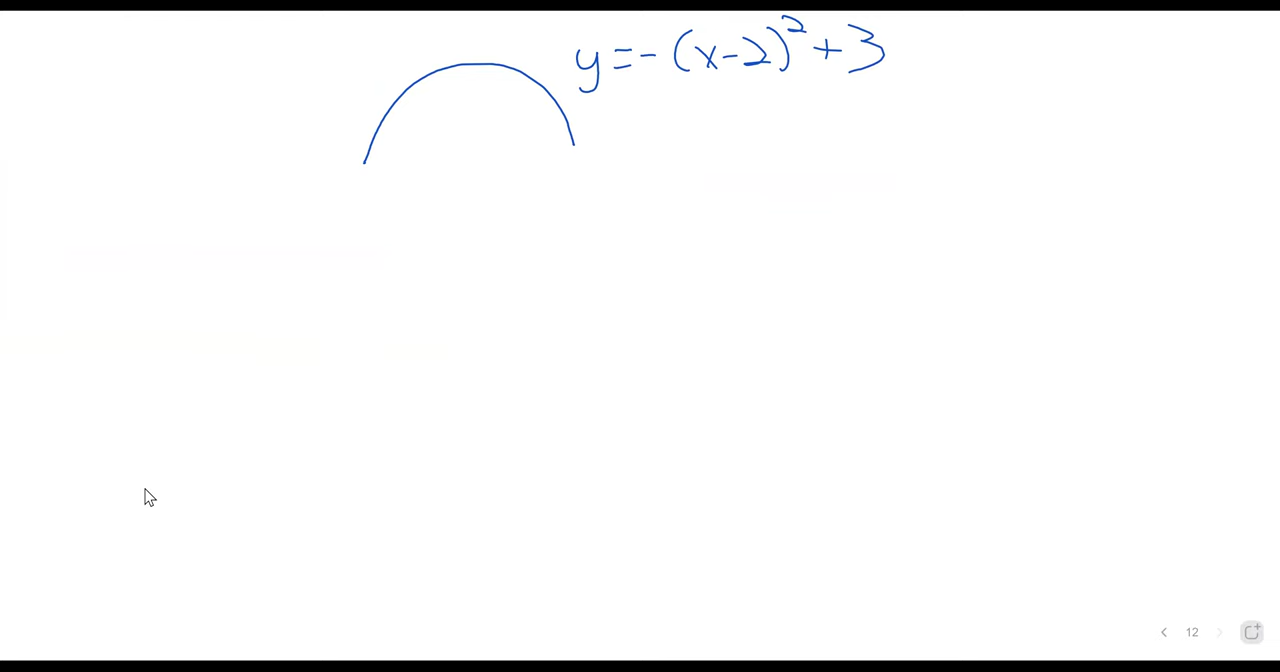 y = - (x-2)² + 3
12